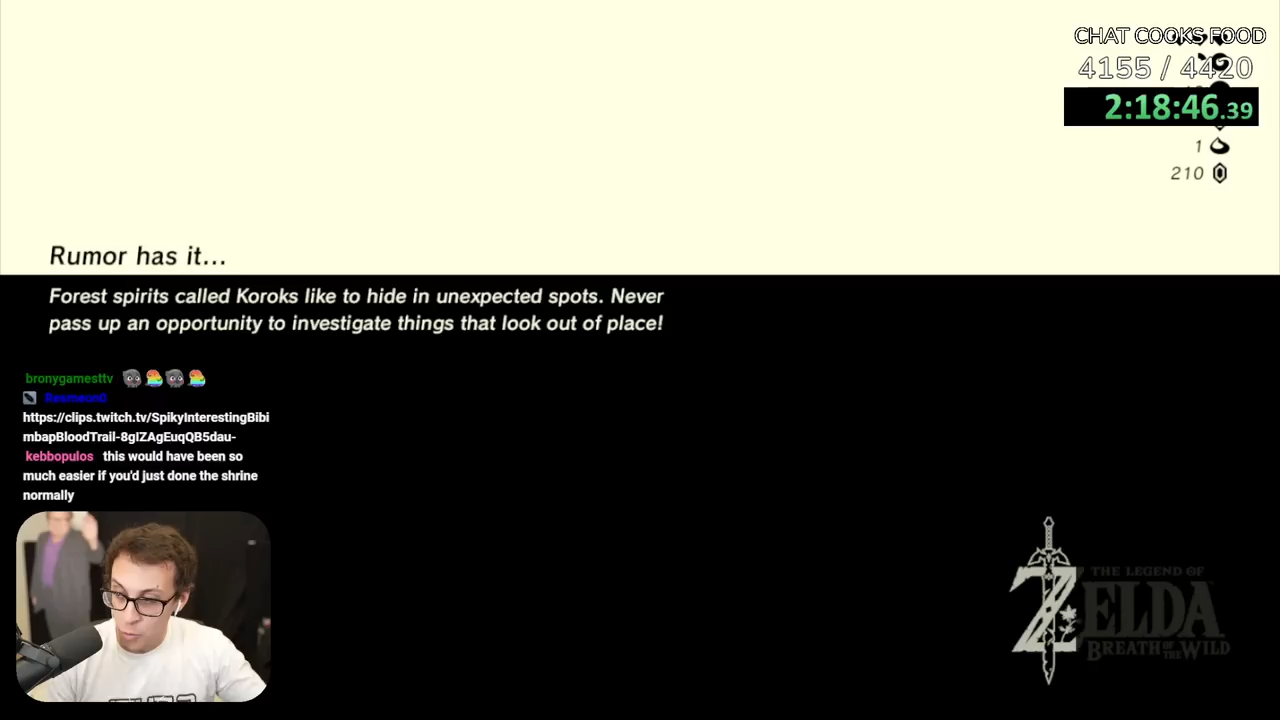 CHAT COOKS FOOD
4155 / 4420
2:18:46.39
1
210
Rumor has it...
Forest spirits called Koroks like to hide in unexpected spots. Never
pass up an opportunity to investigate things that look out of place!
bronygamesttv
https://clips.twitch.tv/SpikyInterestingBibi
mbapBloodTrail-8gIZAgEuqQB5dau-
kebbopulos this would have been so
much easier if you'd just done the shrine
normally
THE LEGEND OF
ZELDA
BREATH OF THE WILD